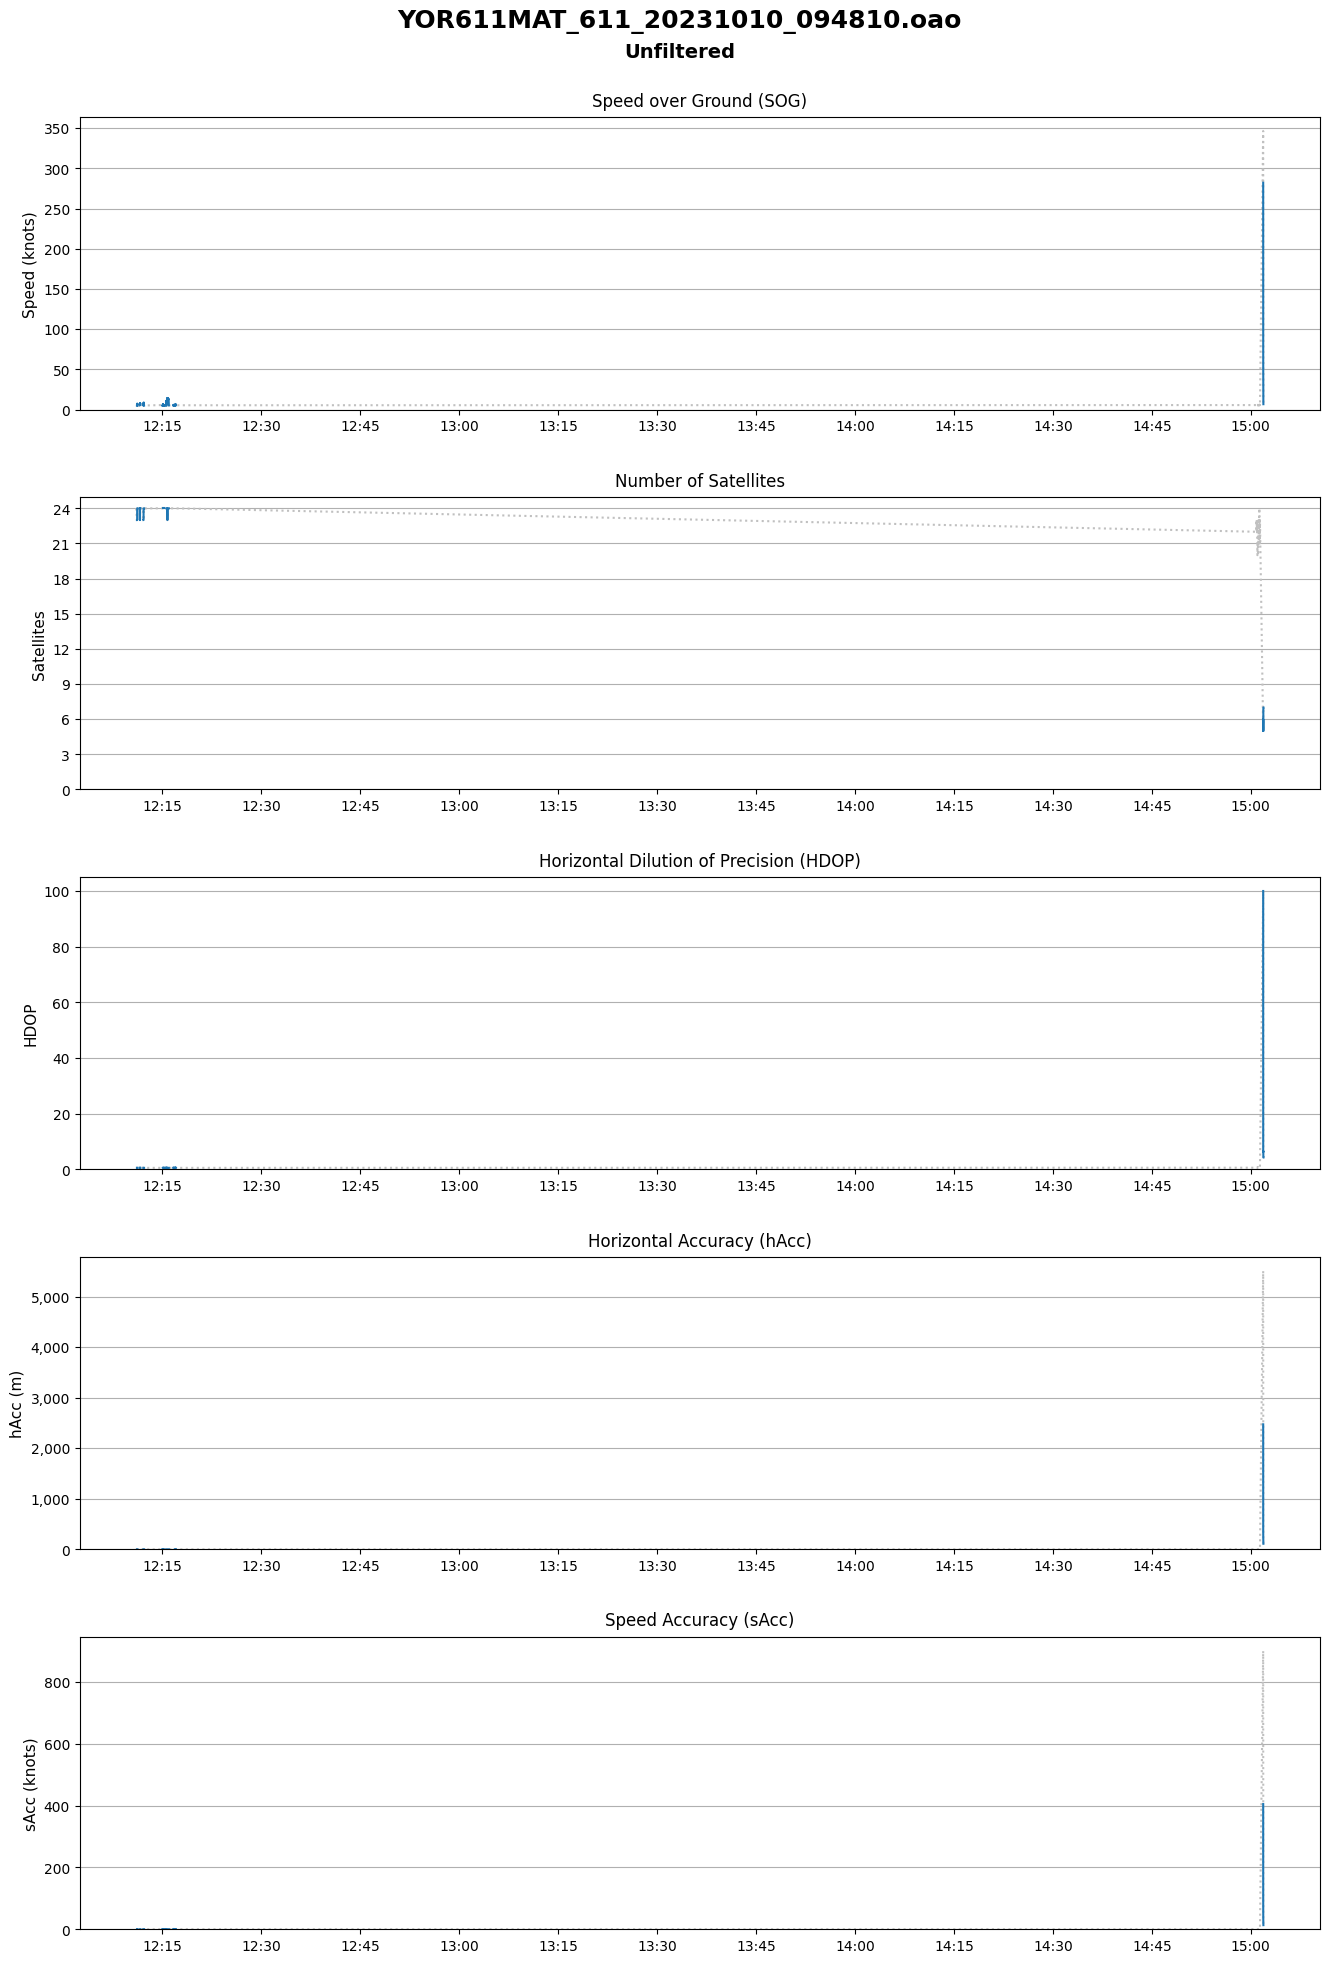 YOR611MAT_611_20231010_094810.oao
Unfiltered
Speed over Ground (SOG)
Speed (knots)
350
300
250
200
150
100
50
0
12:15 12:30 12:45 13:00 13:15 13:30 13:45 14:00 14:15 14:30 14:45 15:00
Number of Satellites
Satellites
24
21
18
15
12
9
6
3
0
12:15 12:30 12:45 13:00 13:15 13:30 13:45 14:00 14:15 14:30 14:45 15:00
Horizontal Dilution of Precision (HDOP)
HDOP
100
80
60
40
20
0
12:15 12:30 12:45 13:00 13:15 13:30 13:45 14:00 14:15 14:30 14:45 15:00
Horizontal Accuracy (hAcc)
hAcc (m)
5,000
4,000
3,000
2,000
1,000
0
12:15 12:30 12:45 13:00 13:15 13:30 13:45 14:00 14:15 14:30 14:45 15:00
Speed Accuracy (sAcc)
sAcc (knots)
800
600
400
200
0
12:15 12:30 12:45 13:00 13:15 13:30 13:45 14:00 14:15 14:30 14:45 15:00